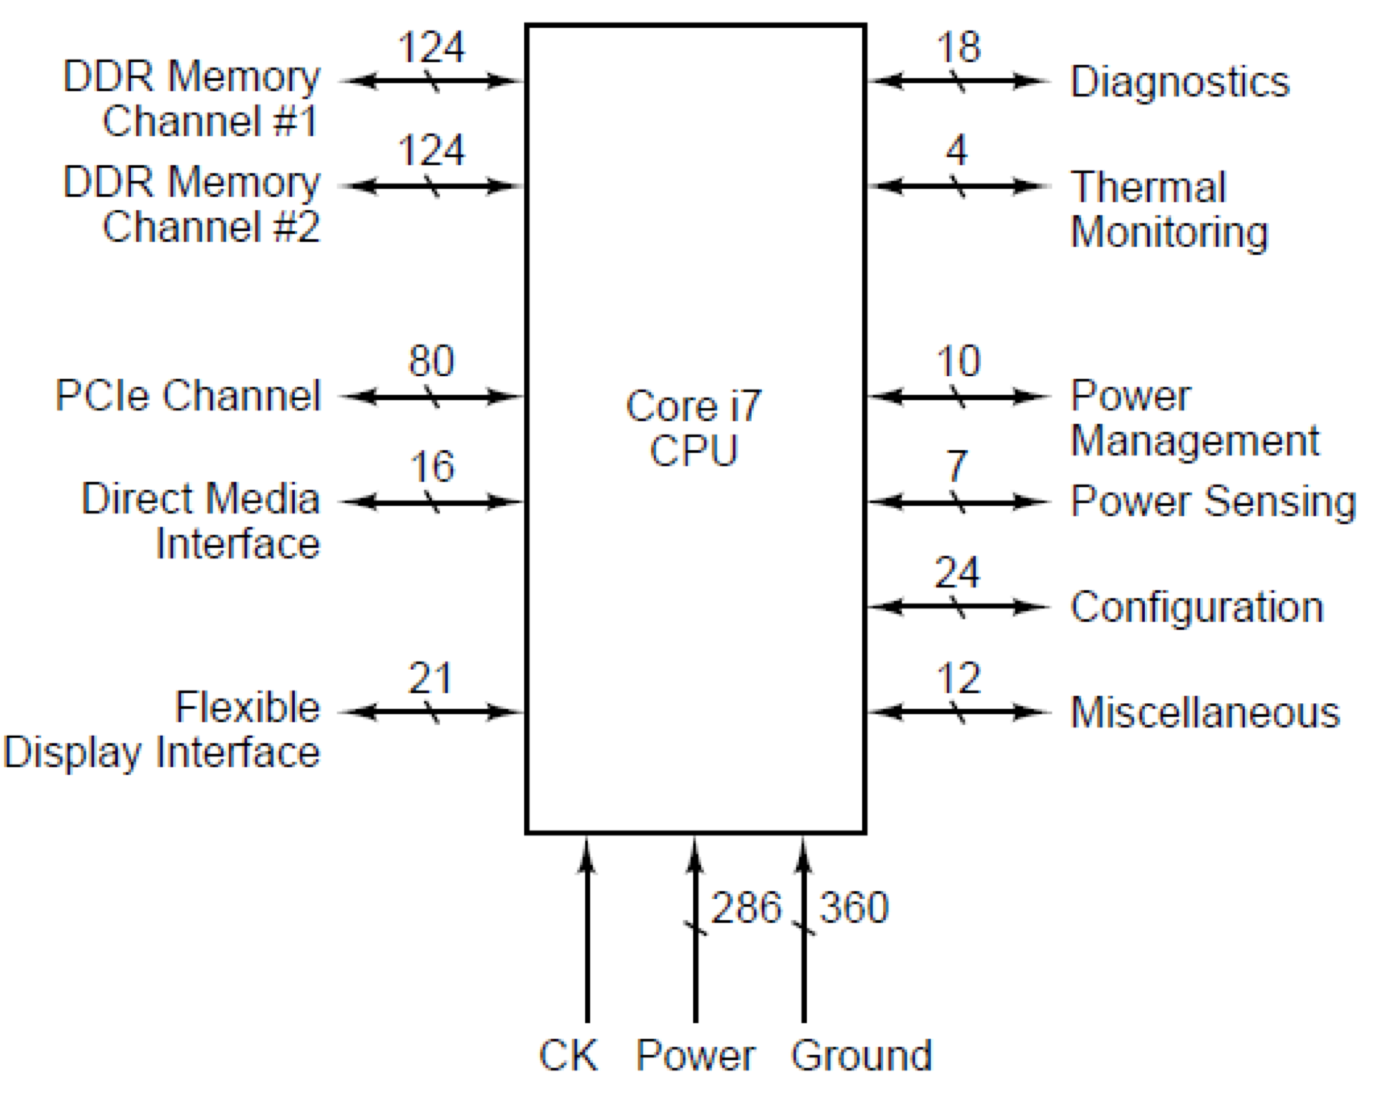 124
DDR Memory
Channel #1
124
DDR Memory
Channel #2
80
PCIe Channel
16
Direct Media
Interface
21
Flexible
Display Interface
Core i7
CPU
18
Diagnostics
4
Thermal
Monitoring
10
Power
Management
7
Power Sensing
24
Configuration
12
Miscellaneous
286
360
CK
Power
Ground